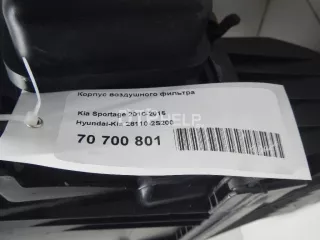 Корпус воздушного фильтра
Kia Sportage 2010-2015
Hyundai-Kia 28110-2S200
70 700 801